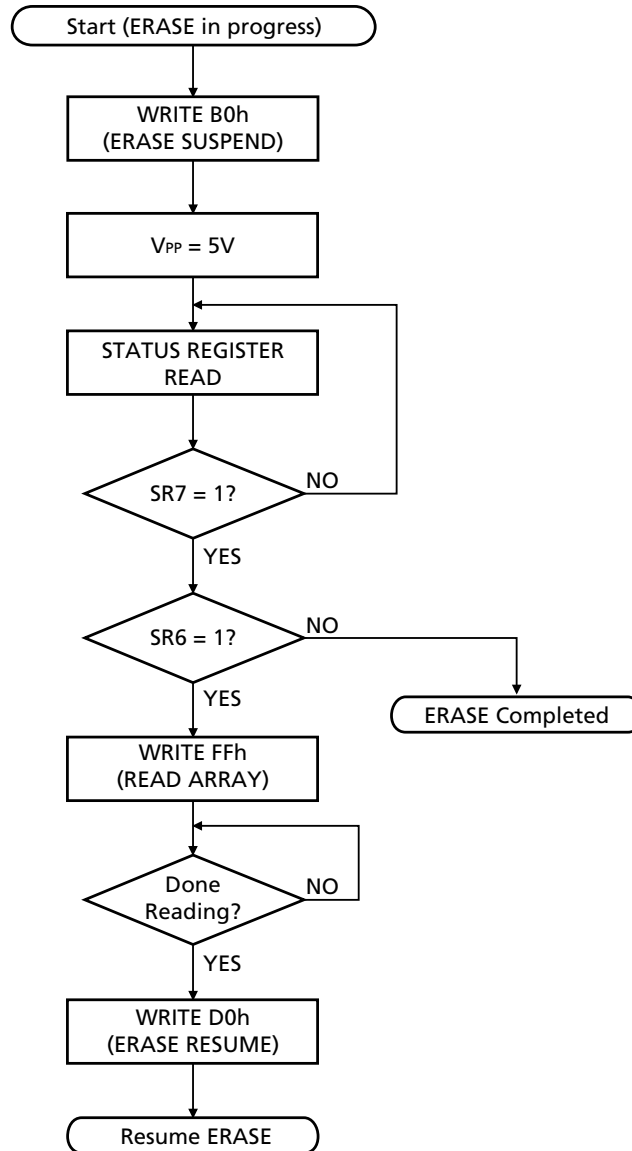 Start (ERASE in progress)
WRITE B0h
(ERASE SUSPEND)
VPP = 5V
STATUS REGISTER
READ
SR7 = 1?
NO
YES
SR6 = 1?
NO
YES
ERASE Completed
WRITE FFh
(READ ARRAY)
Done
Reading?
NO
YES
WRITE D0h
(ERASE RESUME)
Resume ERASE